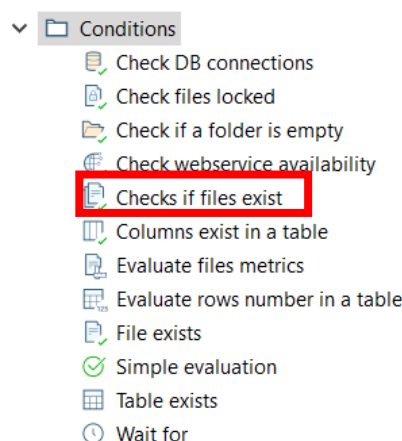 Conditions
Check DB connections
Check files locked
Check if a folder is empty
Check webservice availability
Checks if files exist
Columns exist in a table
Evaluate files metrics
Evaluate rows number in a table
File exists
Simple evaluation
Table exists
Wait for